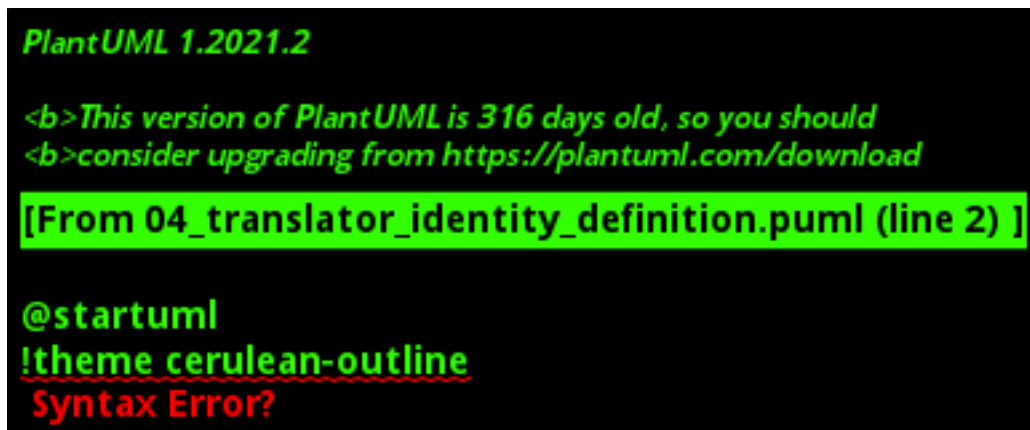 PlantUML 1.2021.2
<b>This version of PlantUML is 316 days old, so you should
<b>consider upgrading from https://plantuml.com/download
[From 04_translator_identity_definition.puml (line 2) ]
@startuml
!theme cerulean-outline
Syntax Error?